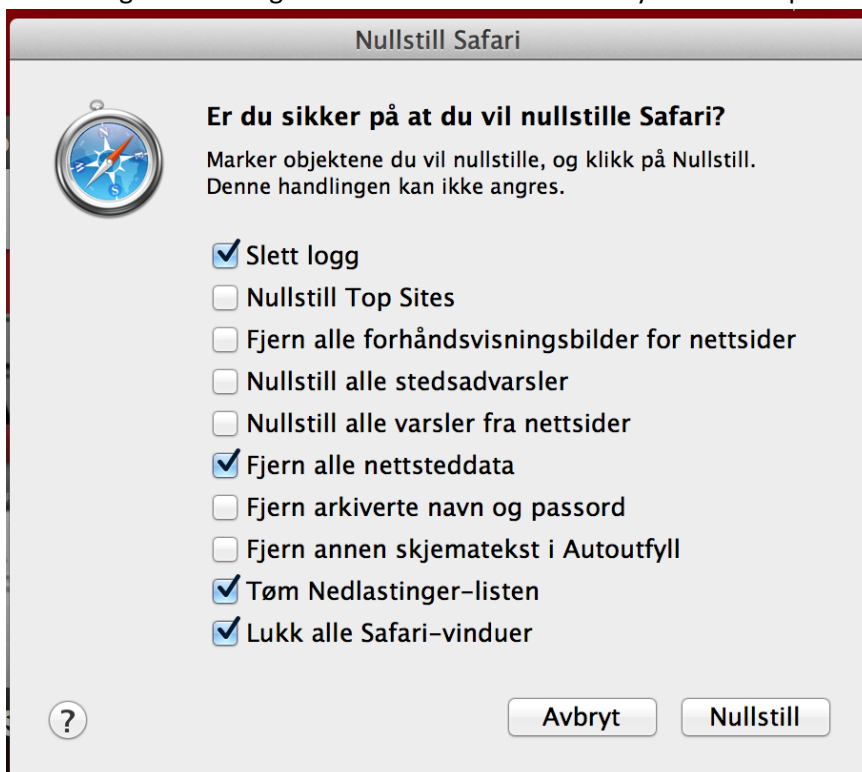 Nullstill Safari
Er du sikker på at du vil nullstille Safari?
Marker objektene du vil nullstille, og klikk på Nullstill.
Denne handlingen kan ikke angres.
Slett logg
Nullstill Top Sites
Fjern alle forhåndsvisningsbilder for nettsider
Nullstill alle stedsadvarsler
Nullstill alle varsler fra nettsider
Fjern alle nettsteddata
Fjern arkiverte navn og passord
Fjern annen skjematekst i Autoutfyll
Tøm Nedlastinger-listen
Lukk alle Safari-vinduer
?
Avbryt Nullstill